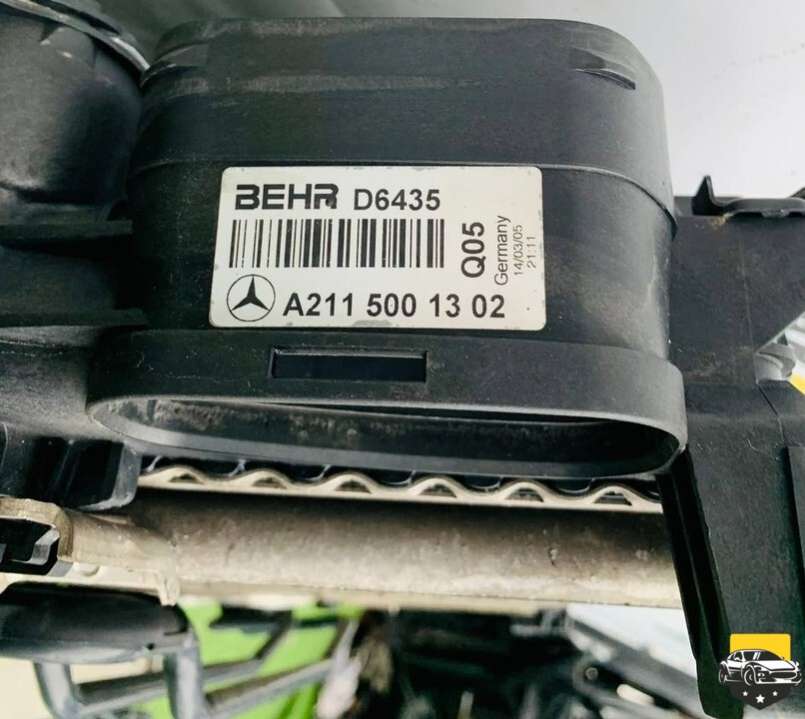 BEHR D6435
A211 500 13 02
Q05
Germany
14/03/05
21:11